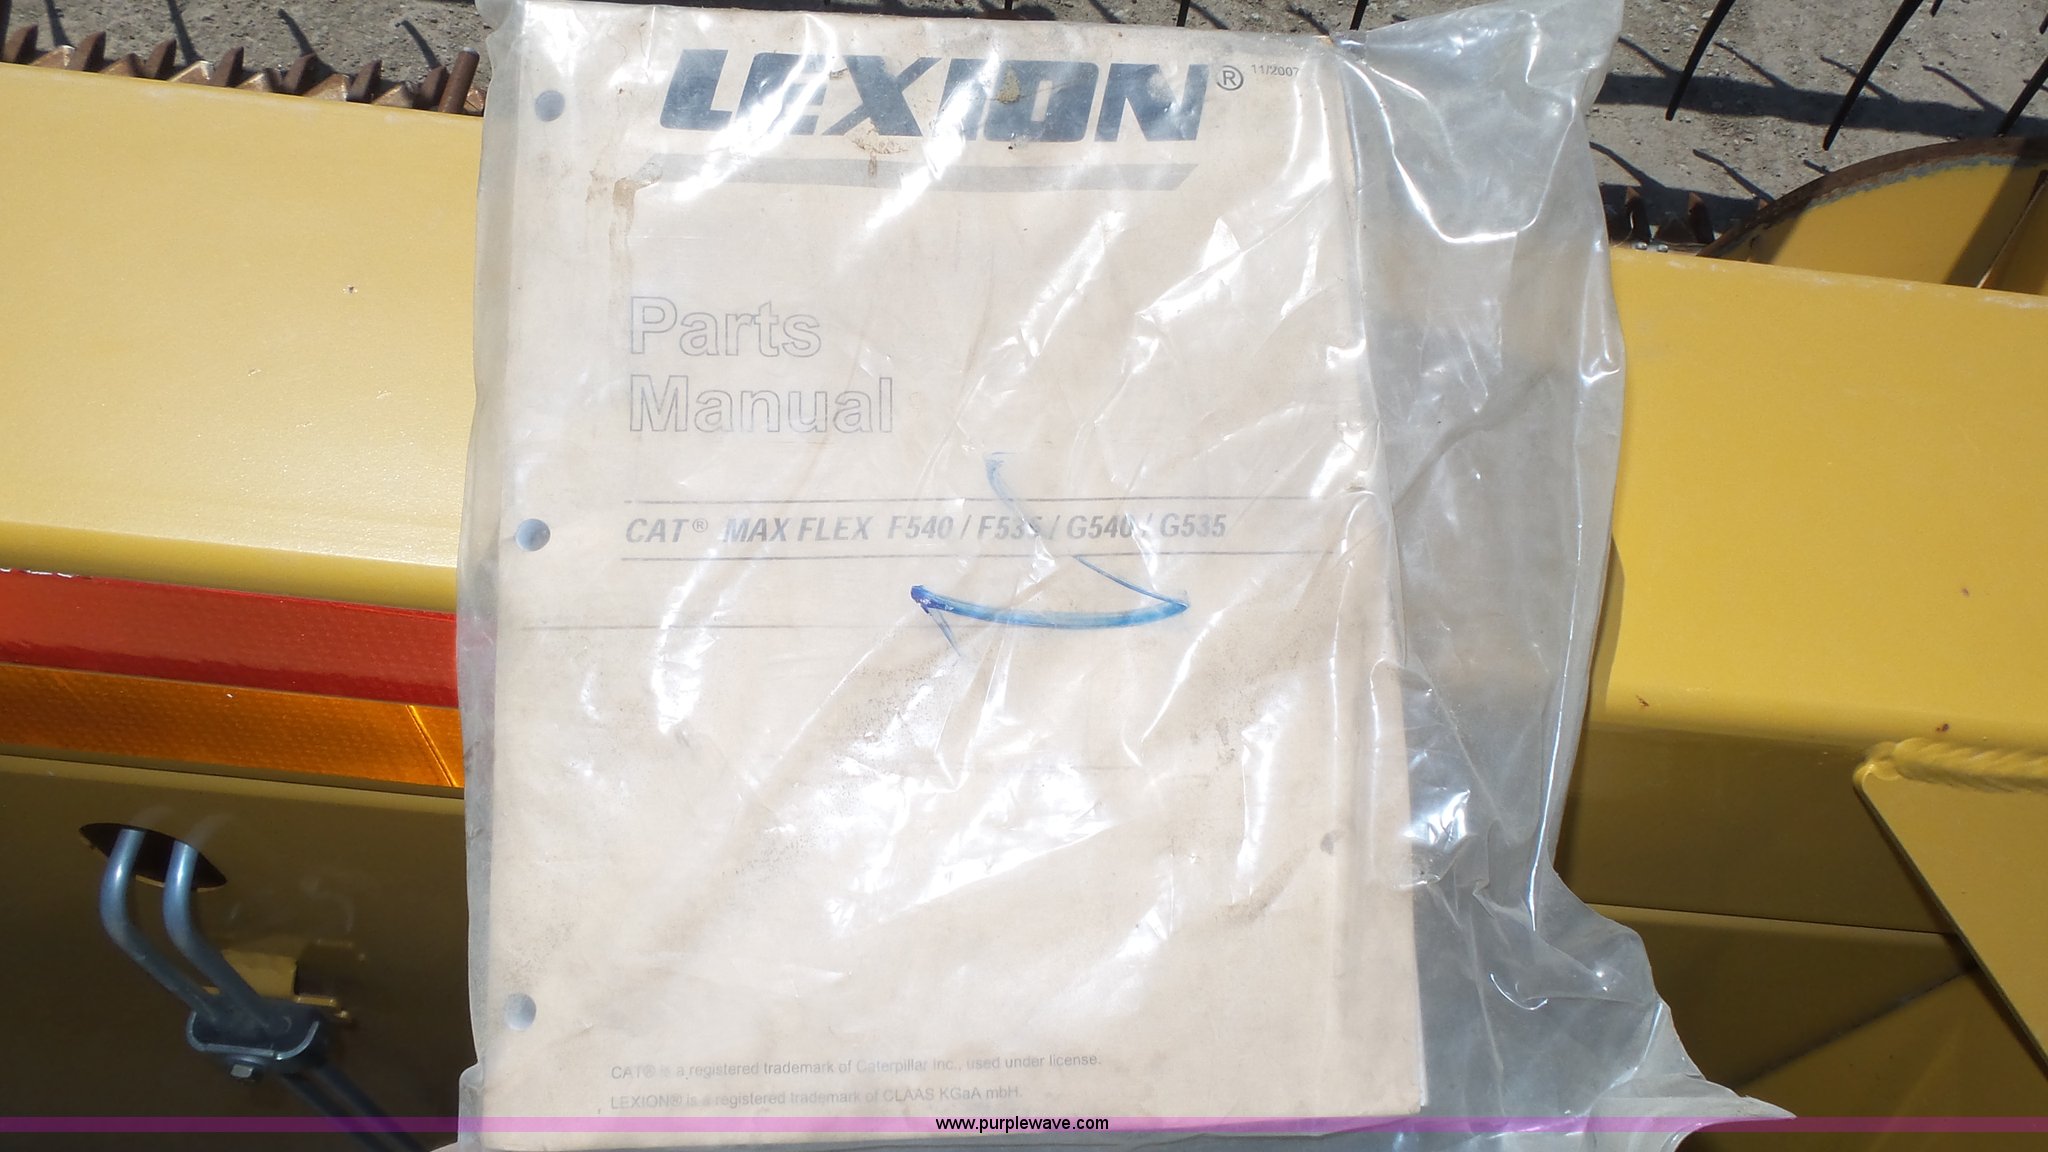 LEXION® 11/2007
Parts
Manual
CAT® MAX FLEX F540 / F535 / G540 / G535
CAT® is a registered trademark of Caterpillar Inc., used under license.
LEXION® is a registered trademark of CLAAS KGaA mbH.
www.purplewave.com